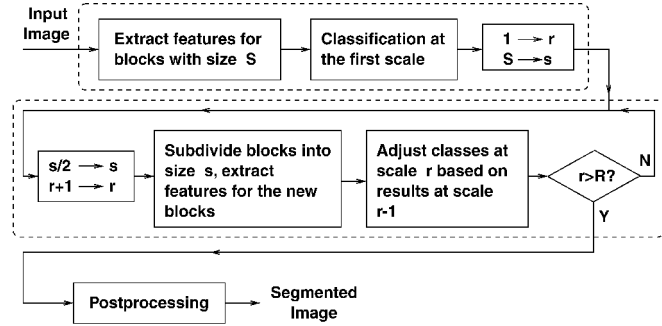 Input
Image
Extract features for
blocks with size S
Classification at
the first scale
1 → r
S → s
s/2 → s
r+1 → r
Subdivide blocks into
size s, extract
features for the new
blocks
Adjust classes at
scale r based on
results at scale
r-1
r>R?
N
Y
Postprocessing
Segmented
Image